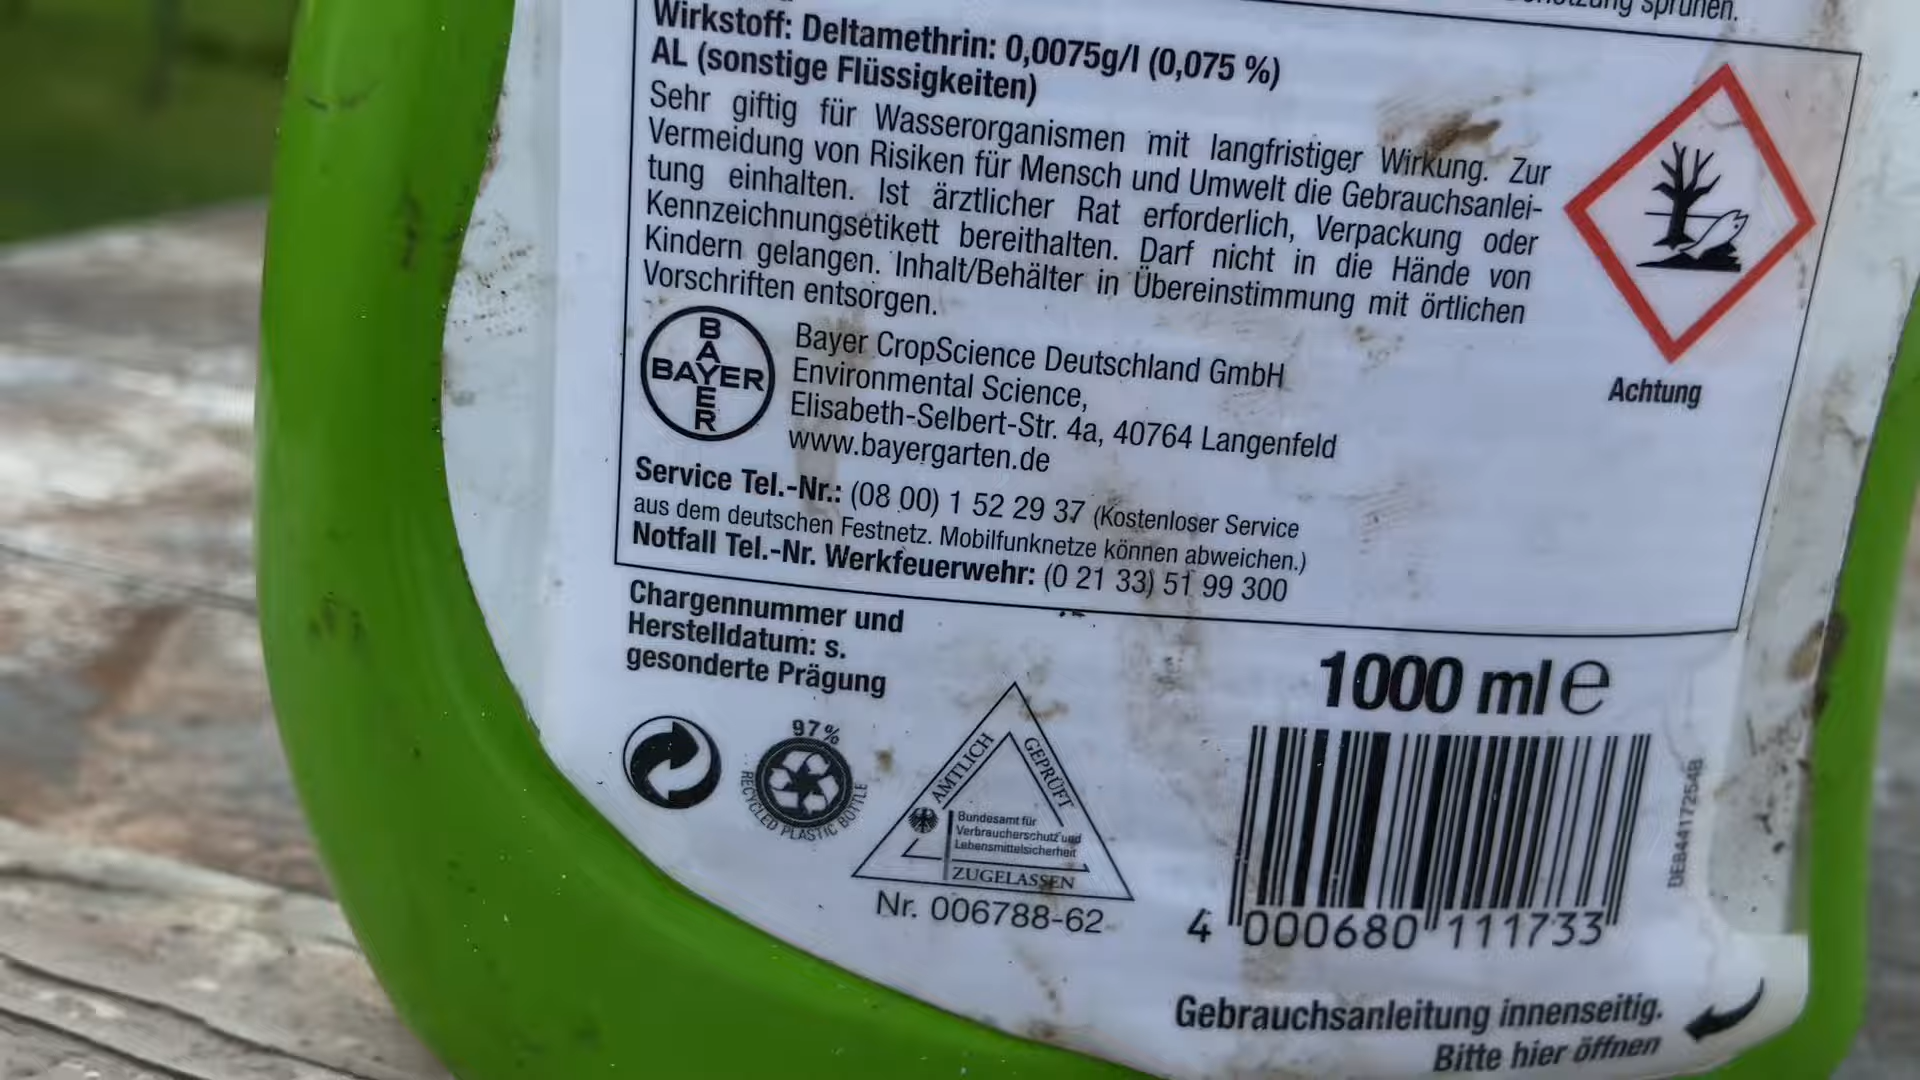 sprühen.
Wirkstoff: Deltamethrin: 0,0075g/l (0,075 %)
AL (sonstige Flüssigkeiten)
Sehr giftig für Wasserorganismen mit langfristiger Wirkung. Zur
Vermeidung von Risiken für Mensch und Umwelt die Gebrauchsanlei-
tung einhalten. Ist ärztlicher Rat erforderlich, Verpackung oder
Kennzeichnungsetikett bereithalten. Darf nicht in die Hände von
Kindern gelangen. Inhalt/Behälter in Übereinstimmung mit örtlichen
Vorschriften entsorgen.
Achtung
BAYER
BAYER
Bayer CropScience Deutschland GmbH
Environmental Science,
Elisabeth-Selbert-Str. 4a, 40764 Langenfeld
www.bayergarten.de
Service Tel.-Nr.: (08 00) 1 52 29 37 (Kostenloser Service
aus dem deutschen Festnetz. Mobilfunknetze können abweichen.)
Notfall Tel.-Nr. Werkfeuerwehr: (0 21 33) 51 99 300
Chargennummer und
Herstelldatum: s.
gesonderte Prägung
1000 ml e
97%
RECYCLED PLASTIC BOTTLE
AMTLICH GEPRÜFT
Bundesamt für
Verbraucherschutz und
Lebensmittelsicherheit
ZUGELASSEN
Nr. 006788-62
DE84417254B
4 000680 111733
Gebrauchsanleitung innenseitig.
Bitte hier öffnen